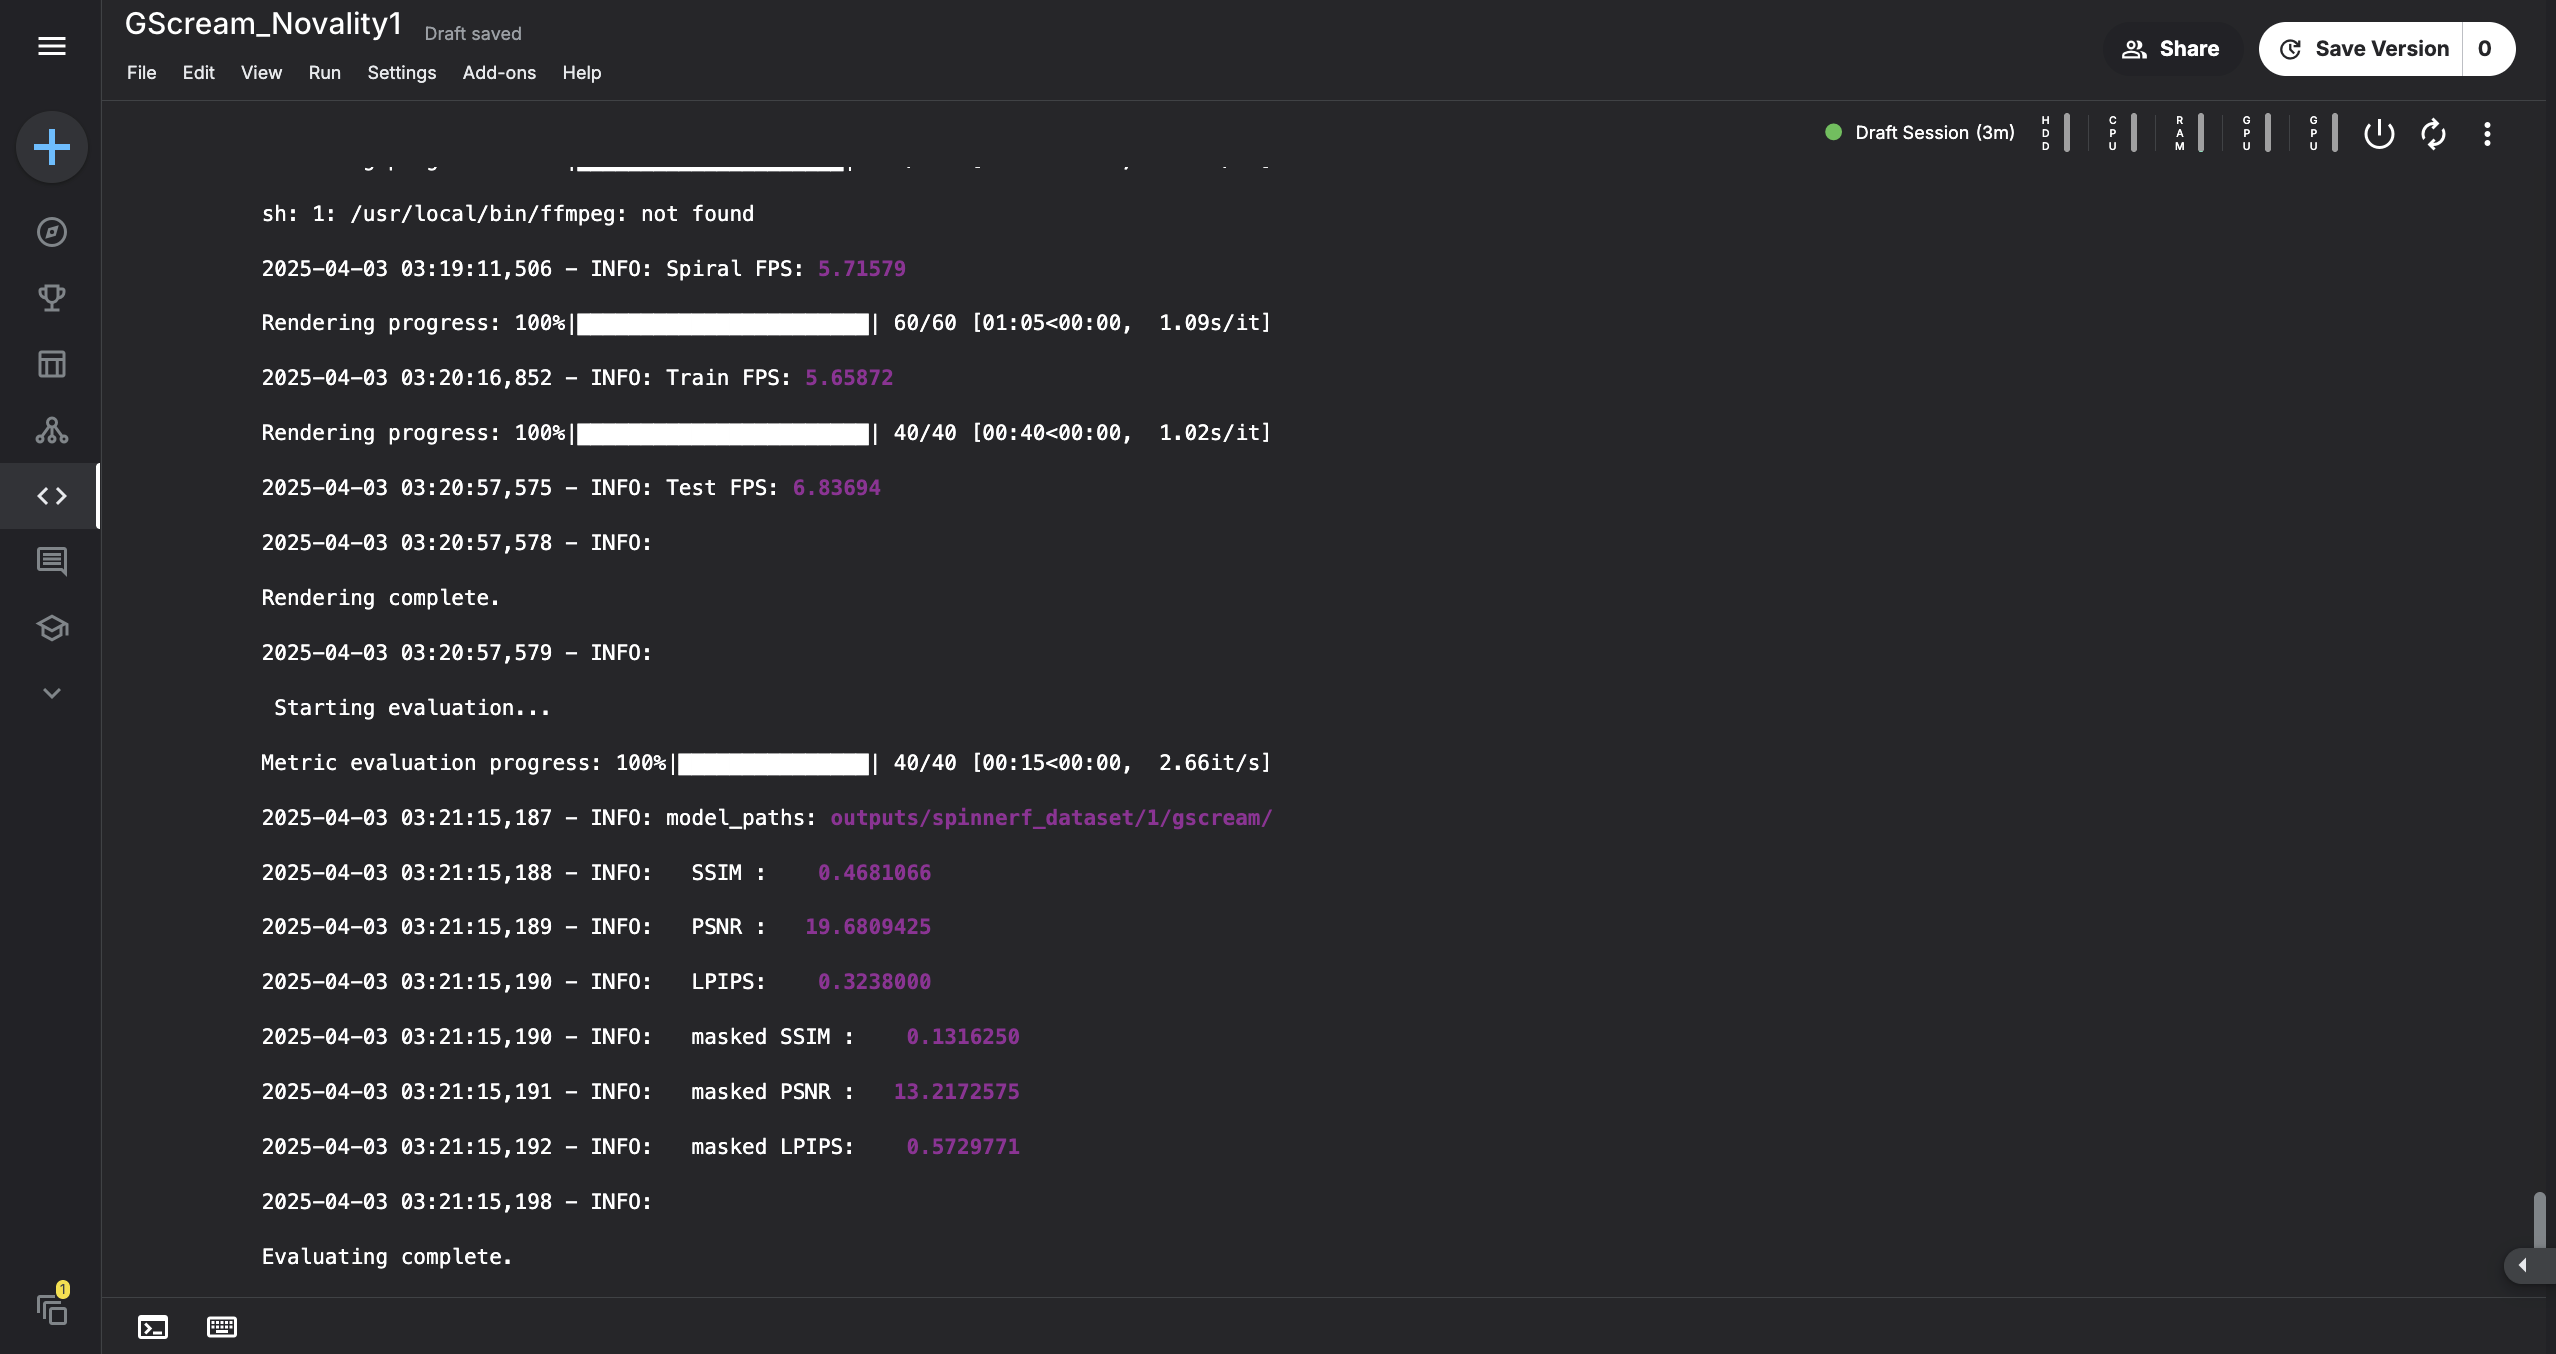 GScream_Novality1 Draft saved
Share
Save Version 0
File Edit View Run Settings Add-ons Help
Draft Session (3m)
HDD
CPU
RAM
GPU
GPU
sh: 1: /usr/local/bin/ffmpeg: not found
2025-04-03 03:19:11,506 - INFO: Spiral FPS: 5.71579
Rendering progress: 100%|███████████████████████| 60/60 [01:05<00:00,  1.09s/it]
2025-04-03 03:20:16,852 - INFO: Train FPS: 5.65872
Rendering progress: 100%|███████████████████████| 40/40 [00:40<00:00,  1.02s/it]
2025-04-03 03:20:57,575 - INFO: Test FPS: 6.83694
2025-04-03 03:20:57,578 - INFO:
Rendering complete.
2025-04-03 03:20:57,579 - INFO:
Starting evaluation...
Metric evaluation progress: 100%|███████████████| 40/40 [00:15<00:00,  2.66it/s]
2025-04-03 03:21:15,187 - INFO: model_paths: outputs/spinnerf_dataset/1/gscream/
2025-04-03 03:21:15,188 - INFO:   SSIM :    0.4681066
2025-04-03 03:21:15,189 - INFO:   PSNR :   19.6809425
2025-04-03 03:21:15,190 - INFO:   LPIPS:    0.3238000
2025-04-03 03:21:15,190 - INFO:   masked SSIM :    0.1316250
2025-04-03 03:21:15,191 - INFO:   masked PSNR :   13.2172575
2025-04-03 03:21:15,192 - INFO:   masked LPIPS:    0.5729771
2025-04-03 03:21:15,198 - INFO:
Evaluating complete.
1